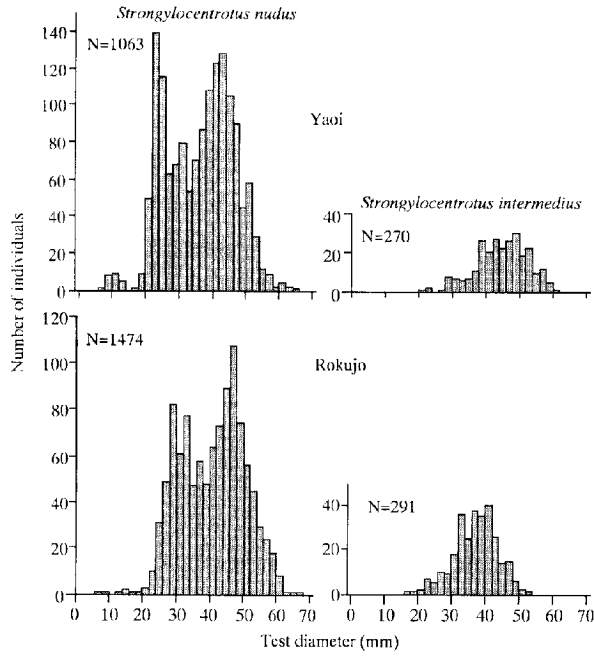 Strongylocentrotus nudus
140
N=1063
120
Yaoi
100
80
60
Strongylocentrotus intermedius
40
40
N=270
20
20
0
0
Number of individuals
120
N=1474
Rokujo
100
80
60
40
40
N=291
20
20
0
0
0 10 20 30 40 50 60 70
0 10 20 30 40 50 60 70
Test diameter (mm)